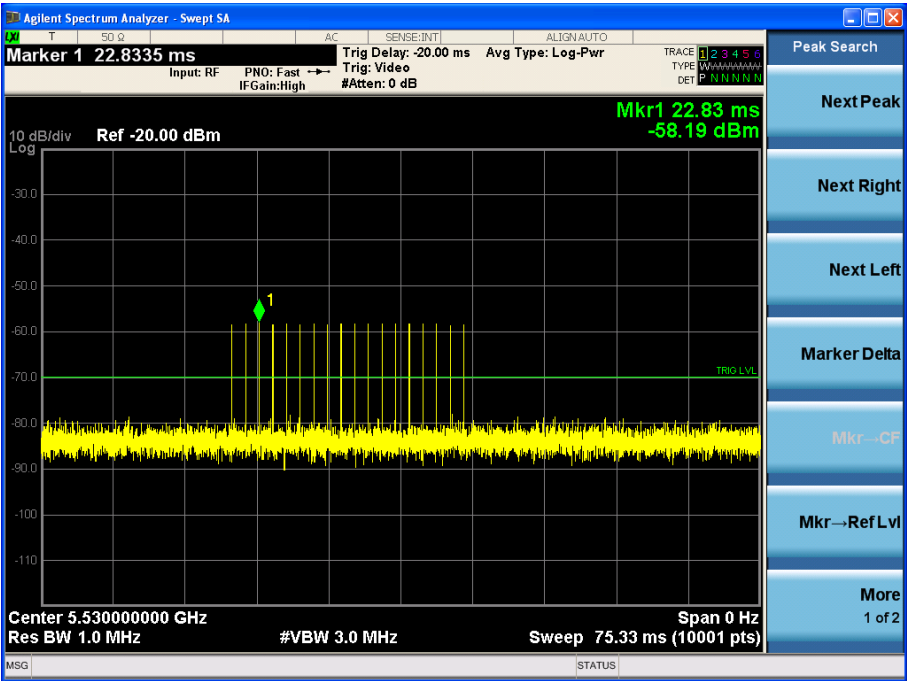 Agilent Spectrum Analyzer - Swept SA
LXI T 50 Ω AC SENSE:INT ALIGN AUTO
Marker 1 22.8335 ms
Input: RF PNO: Fast
IFGain:High
Trig Delay: -20.00 ms
Trig: Video
#Atten: 0 dB
Avg Type: Log-Pwr
TRACE 1 2 3 4 5 6
TYPE
DET P N N N N N
Peak Search
Next Peak
Next Right
Next Left
Marker Delta
Mkr→CF
Mkr→Ref Lvl
More
1 of 2
Mkr1 22.83 ms
-58.19 dBm
10 dB/div Ref -20.00 dBm
Log
-30.0
-40.0
-50.0
1
-60.0
-70.0
TRIG LVL
-80.0
-90.0
-100
-110
Center 5.530000000 GHz Span 0 Hz
Res BW 1.0 MHz #VBW 3.0 MHz Sweep 75.33 ms (10001 pts)
MSG STATUS